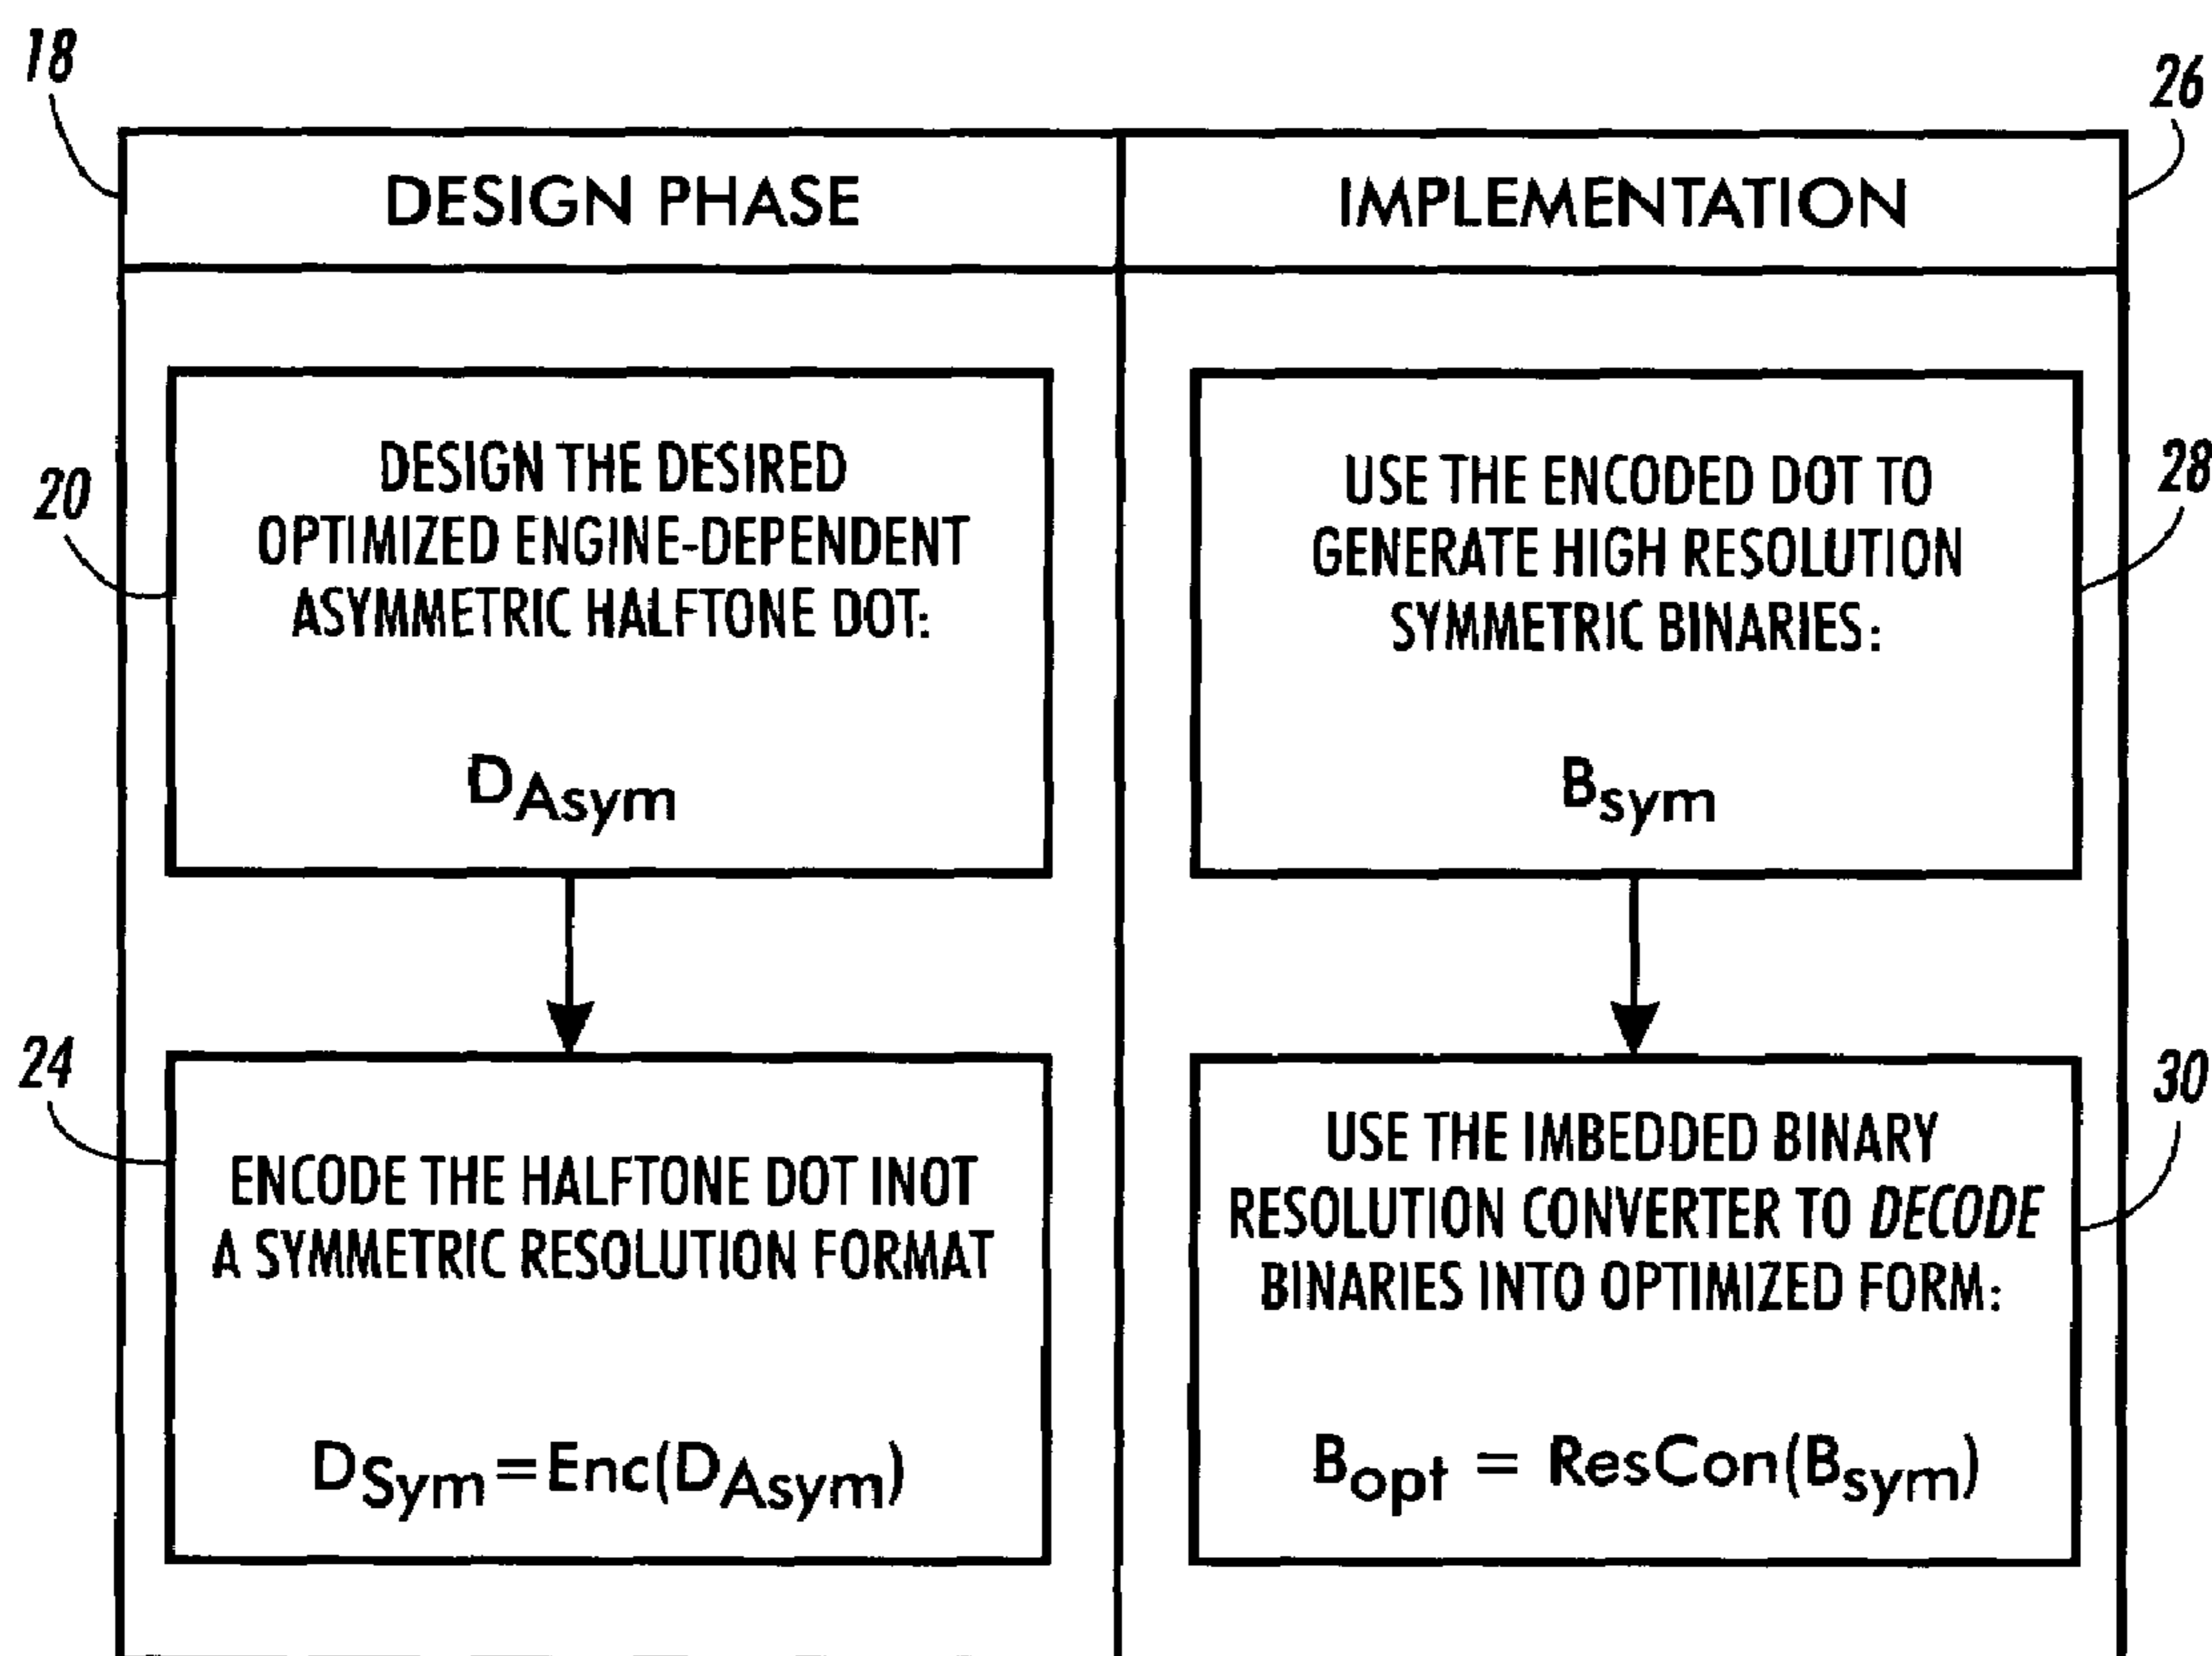 18
26
DESIGN PHASE
IMPLEMENTATION
20
DESIGN THE DESIRED
OPTIMIZED ENGINE-DEPENDENT
ASYMMETRIC HALFTONE DOT:
DAsym
28
USE THE ENCODED DOT TO
GENERATE HIGH RESOLUTION
SYMMETRIC BINARIES:
Bsym
24
ENCODE THE HALFTONE DOT INOT
A SYMMETRIC RESOLUTION FORMAT
DSym=Enc(DAsym)
30
USE THE IMBEDDED BINARY
RESOLUTION CONVERTER TO DECODE
BINARIES INTO OPTIMIZED FORM:
Bopt = ResCon(Bsym)